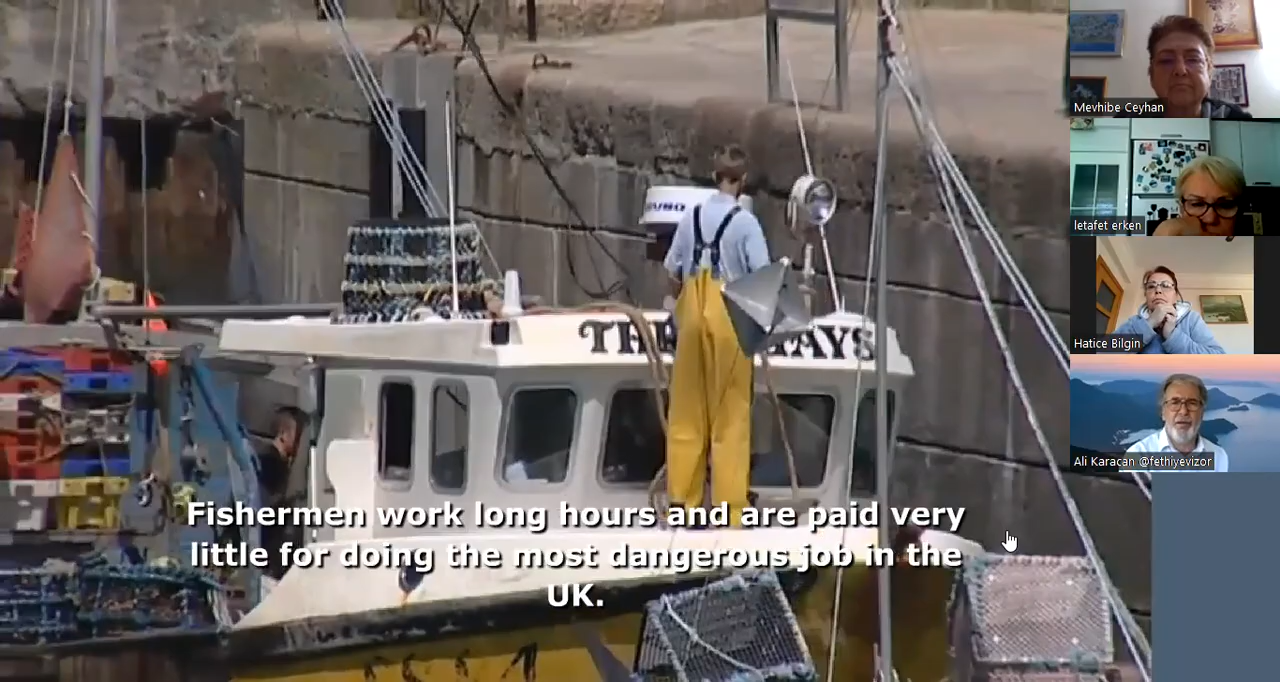 Mevhibe Ceyhan
letafet erken
Hatice Bilgin
Ali Karacan @fethiyevizor
Fishermen work long hours and are paid very
little for doing the most dangerous job in the
UK.